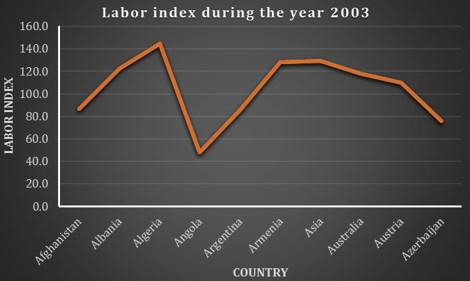 Labor index during the year 2003
LABOR INDEX
160.0
140.0
120.0
100.0
80.0
60.0
40.0
20.0
0.0
Afghanistan
Albania
Algeria
Angola
Argentina
Armenia
Asia
Australia
Austria
Azerbaijan
COUNTRY